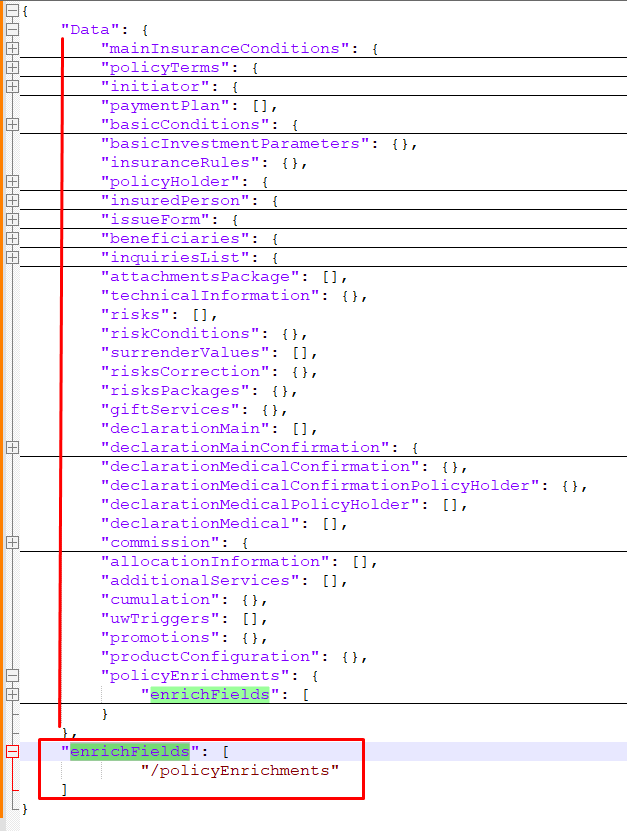 {
"Data": {
"mainInsuranceConditions": {
"policyTerms": {
"initiator": {
"paymentPlan": [],
"basicConditions": {
"basicInvestmentParameters": {},
"insuranceRules": {},
"policyHolder": {
"insuredPerson": {
"issueForm": {
"beneficiaries": {
"inquiriesList": {
"attachmentsPackage": [],
"technicalInformation": {},
"risks": [],
"riskConditions": {},
"surrenderValues": [],
"risksCorrection": {},
"risksPackages": {},
"giftServices": {},
"declarationMain": [],
"declarationMainConfirmation": {
"declarationMedicalConfirmation": {},
"declarationMedicalConfirmationPolicyHolder": {},
"declarationMedicalPolicyHolder": [],
"declarationMedical": [],
"commission": {
"allocationInformation": [],
"additionalServices": [],
"cumulation": {},
"uwTriggers": [],
"promotions": {},
"productConfiguration": {},
"policyEnrichments": {
"enrichFields": [
}
},
"enrichFields": [
"/policyEnrichments"
]
}